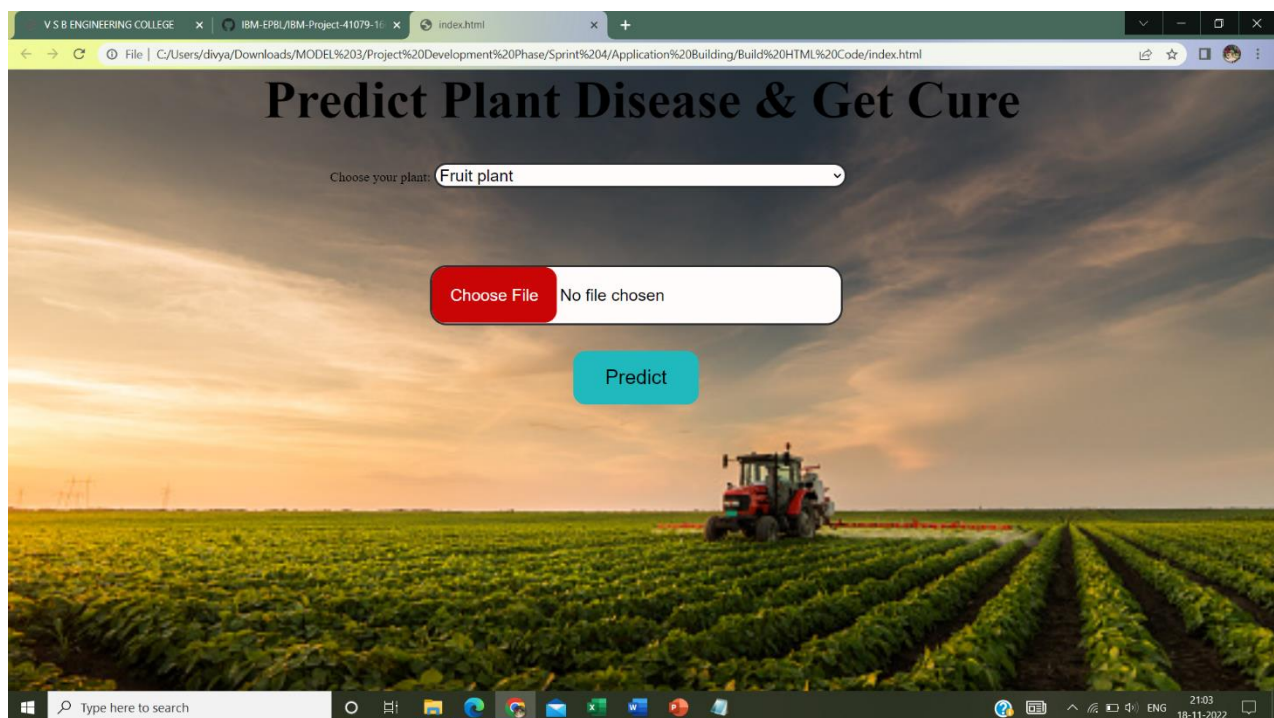 V S B ENGINEERING COLLEGE
IBM-EPBL/IBM-Project-41079-16
index.html
File | C:/Users/divya/Downloads/MODEL%203/Project%20Development%20Phase/Sprint%204/Application%20Building/Build%20HTML%20Code/index.html
Predict Plant Disease & Get Cure
Choose your plant: Fruit plant
Choose File No file chosen
Predict
Type here to search
ENG
21:03
18-11-2022